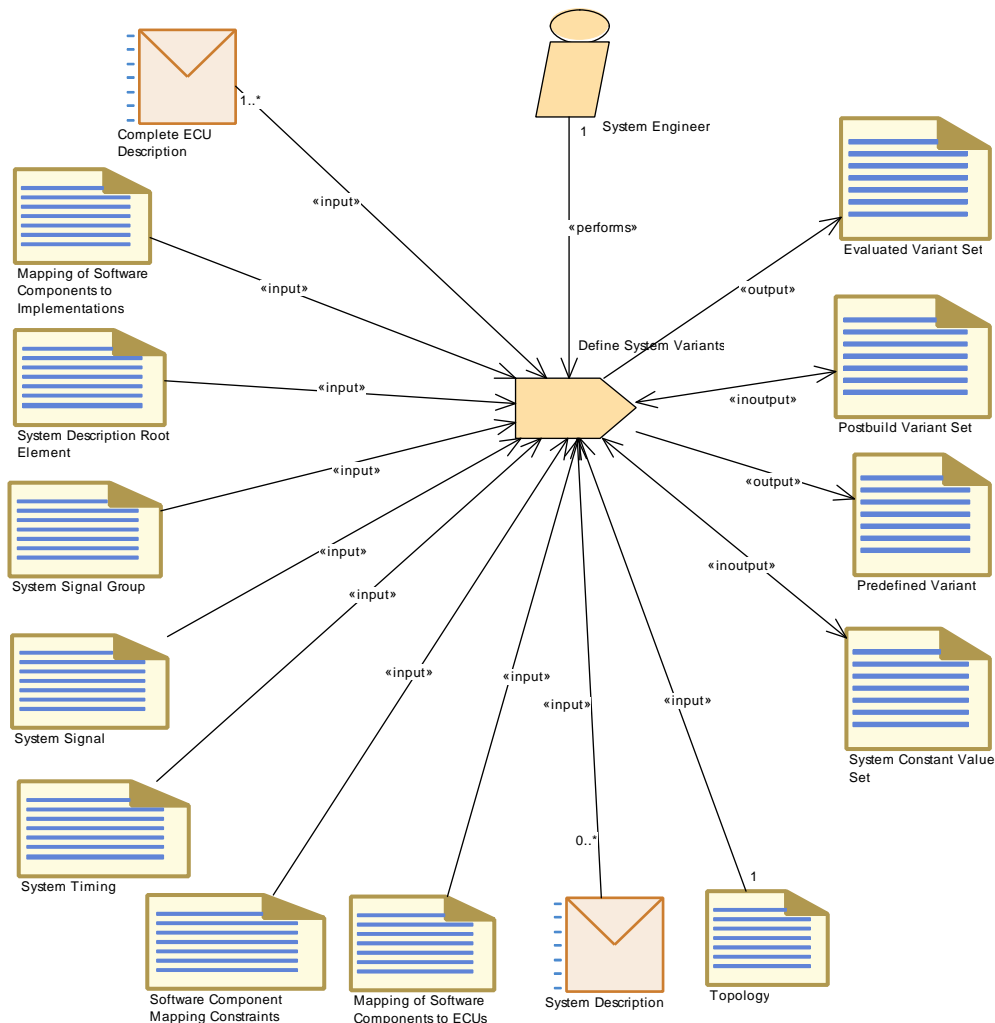 1..*
Complete ECU
Description
1
System Engineer
«input»
«performs»
Evaluated Variant Set
Mapping of Software
Components to
Implementations
«input»
«output»
Define System Variants
«input»
«inoutput»
System Description Root
Element
Postbuild Variant Set
«input»
«output»
System Signal Group
«input»
«inoutput»
Predefined Variant
«input»
System Signal
«input»
«input»
«input»
«input»
System Constant Value
Set
0..*
1
System Timing
Software Component
Mapping Constraints
Mapping of Software
Components to ECUs
System Description
Topology